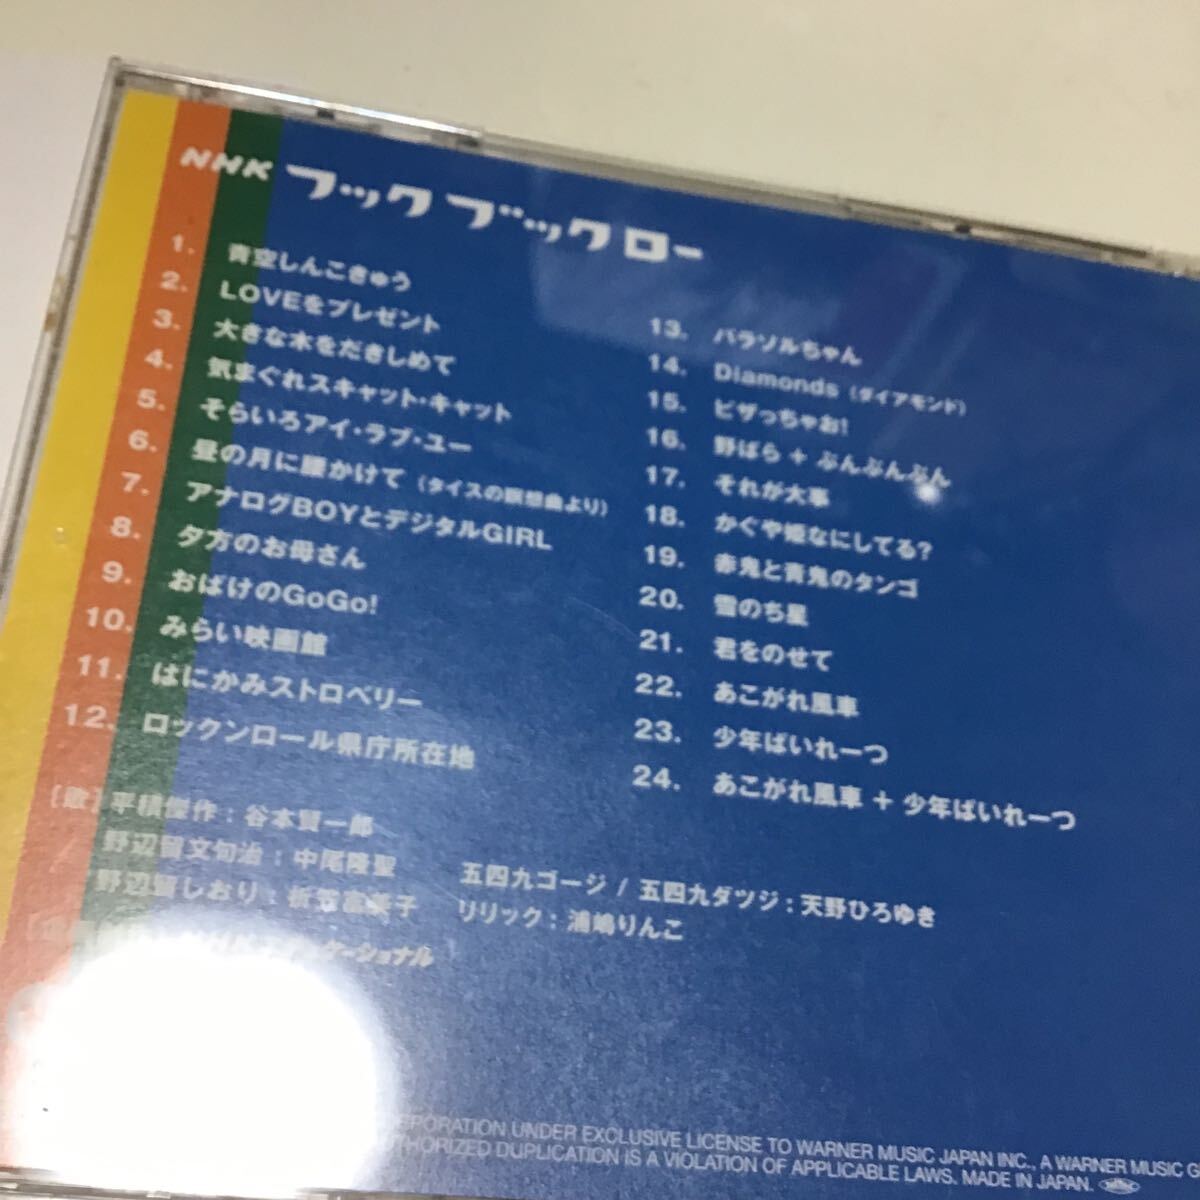 NHK フック ブック ロー
1. 青空しんこきゅう
2. LOVEをプレゼント
3. 大きな木をだきしめて
4. 気まぐれスキャット・キャット
5. そらいろアイ・ラブ・ユー
6. 昼の月に腰かけて（タイスの瞑想曲より）
7. アナログBOYとデジタルGIRL
8. 夕方のお母さん
9. おばけのGoGo!
10. みらい映画館
11. はにかみストロベリー
12. ロックンロール県庁所在地
13. パラソルちゃん
14. Diamonds（ダイアモンド）
15. ピザっちゃお!
16. 野ばら + ぶんぶんぶん
17. それが大事
18. かぐや姫なにしてる?
19. 赤鬼と青鬼のタンゴ
20. 雪のち星
21. 君をのせて
22. あこがれ風車
23. 少年ばいれーつ
24. あこがれ風車 + 少年ばいれーつ
[歌] 平積傑作：谷本賢一郎
野辺留文旬治：中尾隆聖 五四九ゴージ / 五四九ダツジ：天野ひろゆき
野辺留しおり：折笠富美子 リリック：浦嶋りんこ
ショナル
UNDER EXCLUSIVE LICENSE TO WARNER MUSIC JAPAN INC., A WARNER MUSIC G
DUPLICATION IS A VIOLATION OF APPLICABLE LAWS. MADE IN JAPAN.